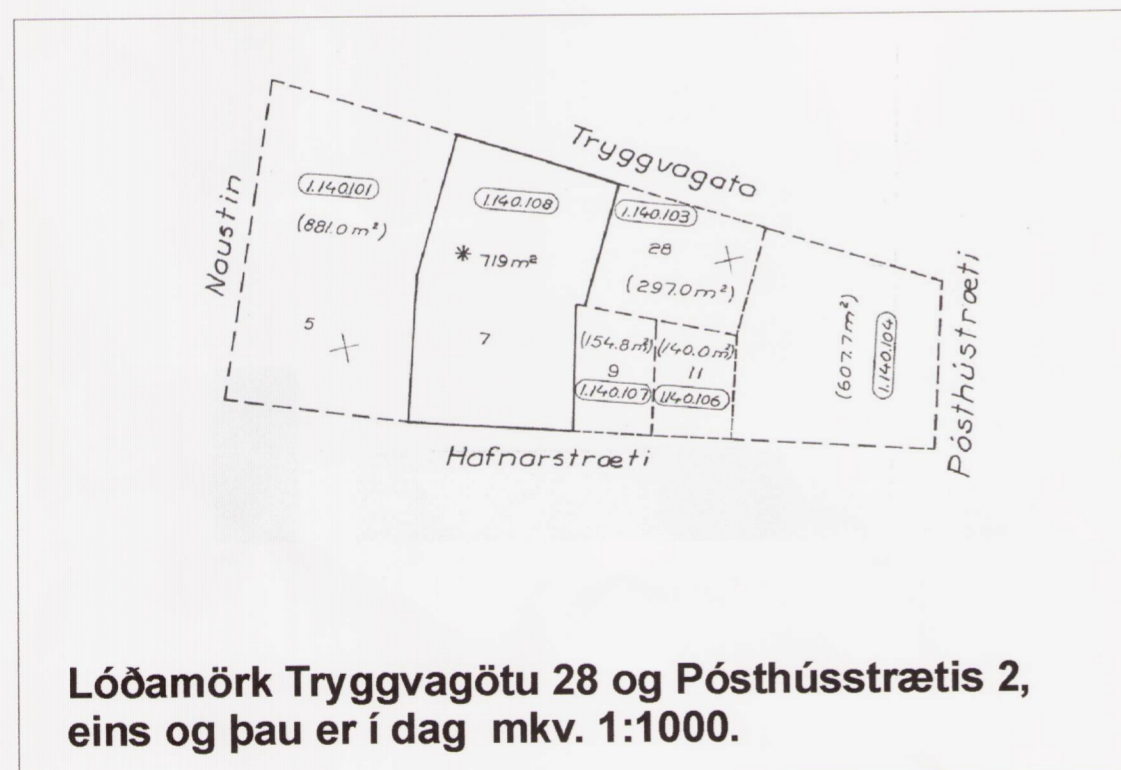 Tryggvagata
Naustin
1.140.101
(881.0 m²)
5
1.140.108
* 719 m²
7
1.140.103
28
(297.0 m²)
(154.8 m²)
9
1.140.107
(140.0 m²)
11
1.140.106
(607.7 m²)
1.140.104
Pósthústræti
Hafnarstræti
Lóðamörk Tryggvagötu 28 og Pósthússtrætis 2,
eins og þau er í dag mkv. 1:1000.